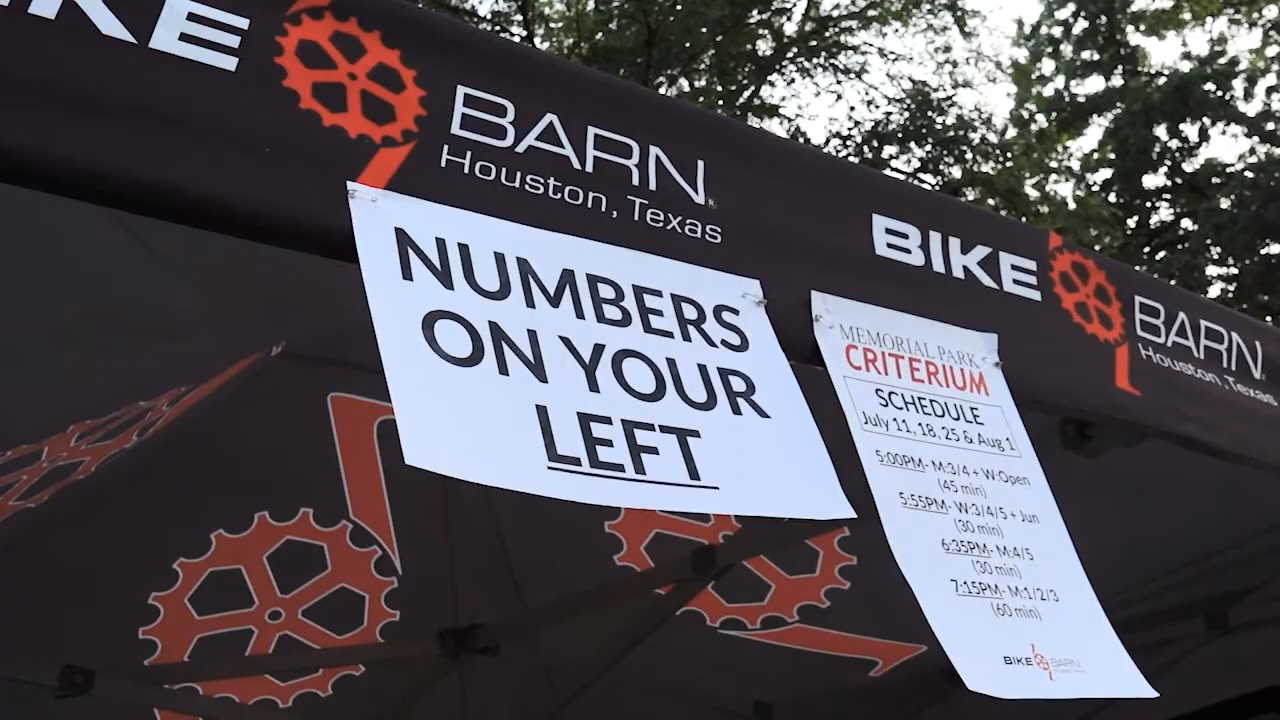 BIKE BARN
Houston, Texas
NUMBERS
ON YOUR
LEFT
BIKE BARN
Houston, Texas
MEMORIAL PARK
CRITERIUM
SCHEDULE
July 11, 18, 25 & Aug 1
5:00PM- M:3/4 + W:Open
(45 min)
5:55PM- W:3/4/5 + Jun
(30 min)
6:35PM- M:4/5
(30 min)
7:15PM- M:1/2/3
(60 min)
BIKE BARN